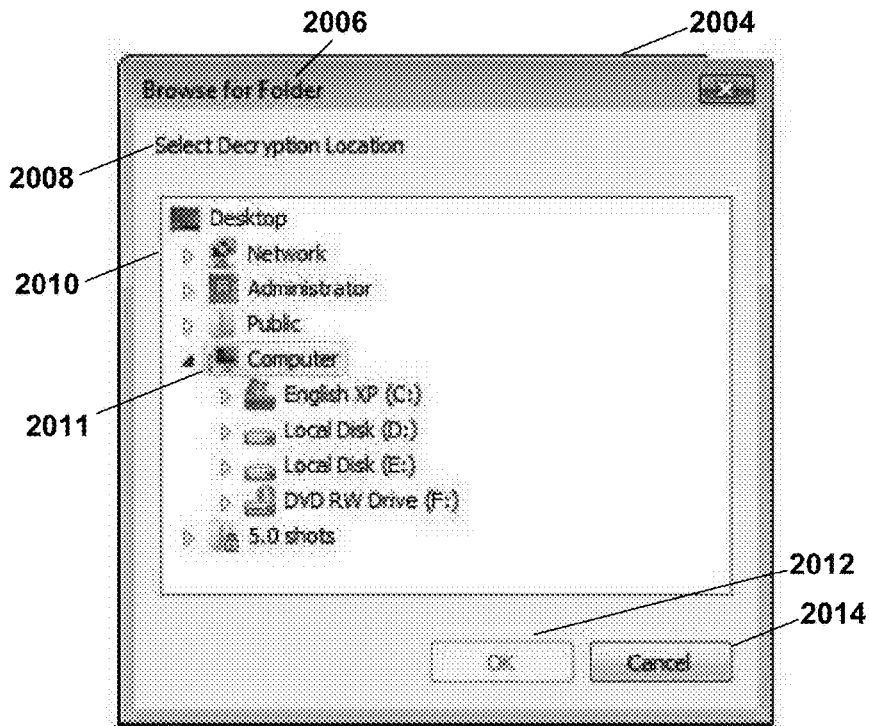 2006
2004
Browse for Folder
Select Decryption Location
2008
Desktop
Network
2010
Administrator
Public
Computer
English XP (C:)
2011
Local Disk (D:)
Local Disk (E:)
DVD RW Drive (F:)
5.0 shots
2012
2014
OK
Cancel